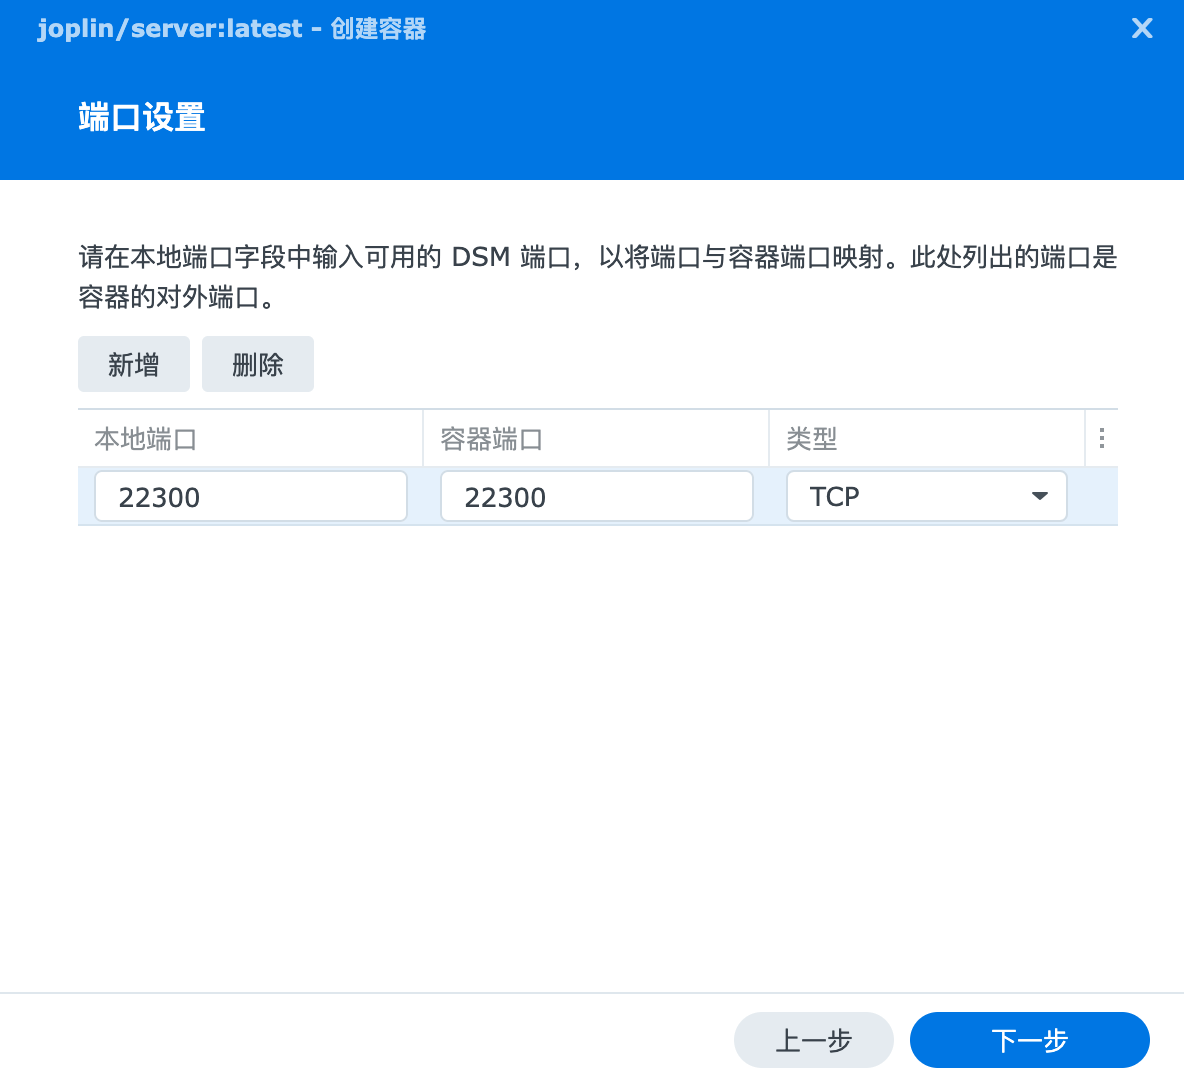 joplin/server:latest - 创建容器
端口设置
请在本地端口字段中输入可用的 DSM 端口，以将端口与容器端口映射。此处列出的端口是
容器的对外端口。
新增 删除
本地端口 容器端口 类型
22300 22300 TCP
上一步 下一步